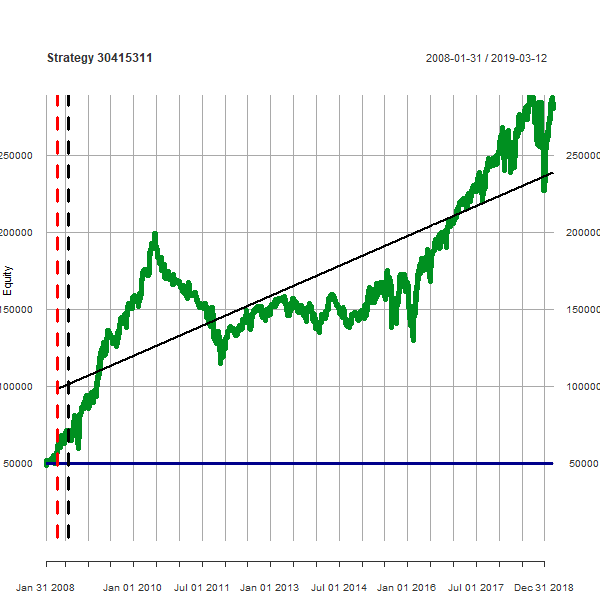 Strategy 30415311 2008-01-31 / 2019-03-12
250000 250000
200000 200000
Equity
150000 150000
100000 100000
50000 50000
Jan 31 2008 Jan 01 2010 Jul 01 2011 Jan 01 2013 Jul 01 2014 Jan 01 2016 Jul 01 2017 Dec 31 2018